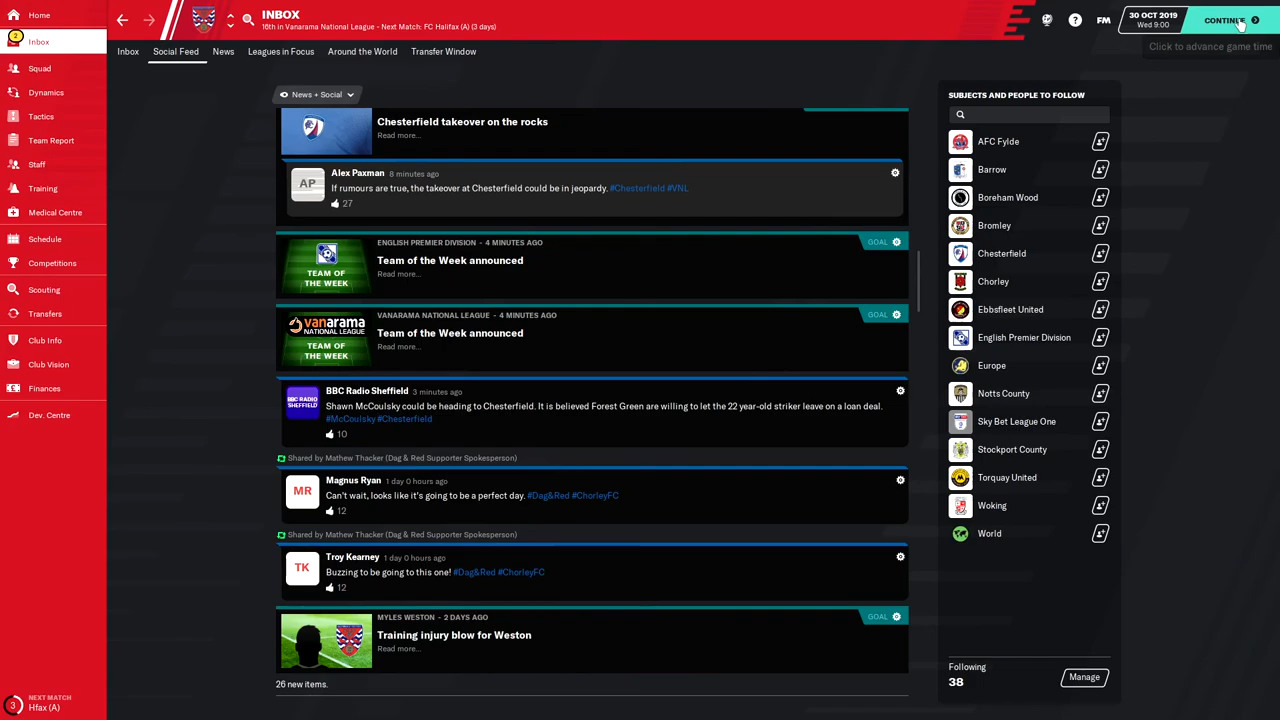 Home
2
Inbox
Squad
Dynamics
Tactics
Team Report
Staff
Training
Medical Centre
Schedule
Competitions
Scouting
Transfers
Club Info
Club Vision
Finances
Dev. Centre
3
NEXT MATCH
Hfax (A)
INBOX
16th in Vanarama National League - Next Match: FC Halifax (A) (3 days)
?
FM
30 OCT 2019
Wed 9:00
CONTINUE
Click to advance game time
Inbox Social Feed News Leagues in Focus Around the World Transfer Window
News + Social
Chesterfield takeover on the rocks
Read more...
AP
Alex Paxman 8 minutes ago
If rumours are true, the takeover at Chesterfield could be in jeopardy. #Chesterfield #VNL
27
ENGLISH PREMIER DIVISION - 4 MINUTES AGO
GOAL
TEAM OF THE WEEK
Team of the Week announced
Read more...
VANARAMA NATIONAL LEAGUE - 4 MINUTES AGO
GOAL
vanarama
NATIONAL LEAGUE
TEAM OF THE WEEK
Team of the Week announced
Read more...
BBC RADIO SHEFFIELD
BBC Radio Sheffield 3 minutes ago
Shawn McCoulsky could be heading to Chesterfield. It is believed Forest Green are willing to let the 22 year-old striker leave on a loan deal.
#McCoulsky #Chesterfield
10
Shared by Mathew Thacker (Dag & Red Supporter Spokesperson)
MR
Magnus Ryan 1 day 0 hours ago
Can't wait, looks like it's going to be a perfect day. #Dag&Red #ChorleyFC
12
Shared by Mathew Thacker (Dag & Red Supporter Spokesperson)
TK
Troy Kearney 1 day 0 hours ago
Buzzing to be going to this one! #Dag&Red #ChorleyFC
12
MYLES WESTON - 2 DAYS AGO
GOAL
Training injury blow for Weston
Read more...
26 new items.
SUBJECTS AND PEOPLE TO FOLLOW
AFC Fylde
Barrow
Boreham Wood
Bromley
Chesterfield
Chorley
Ebbsfleet United
English Premier Division
Europe
Notts County
Sky Bet League One
Stockport County
Torquay United
Woking
World
Following
38
Manage